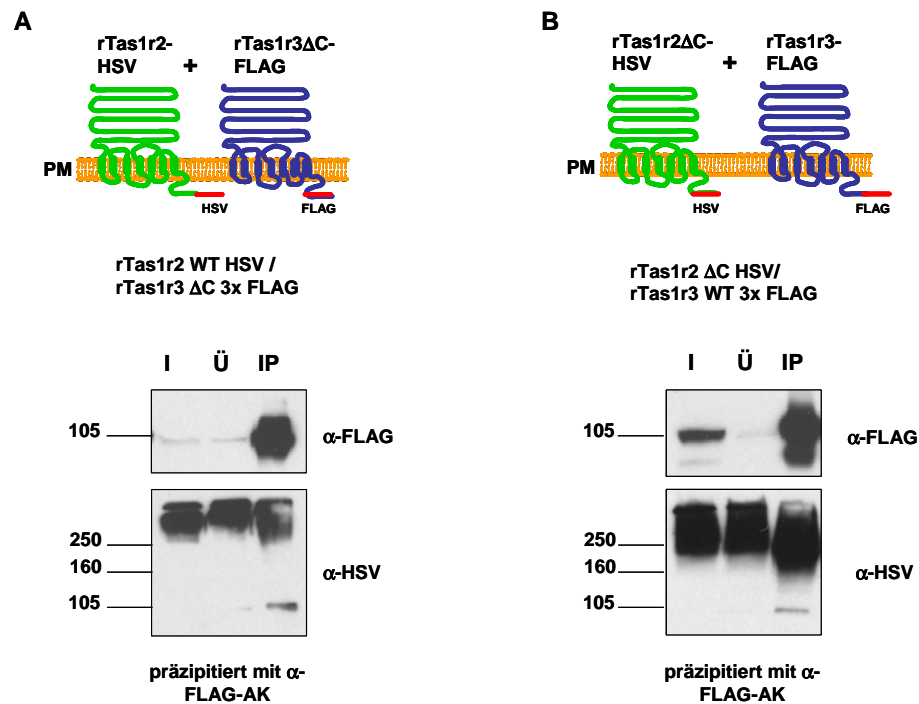 A
rTas1r2-
HSV
+
rTas1r3ΔC-
FLAG
PM
HSV
FLAG
rTas1r2 WT HSV /
rTas1r3 ΔC 3x FLAG
I Ü IP
105
α-FLAG
250
160
105
α-HSV
präzipitiert mit α-
FLAG-AK
B
rTas1r2ΔC-
HSV
+
rTas1r3-
FLAG
PM
HSV
FLAG
rTas1r2 ΔC HSV/
rTas1r3 WT 3x FLAG
I Ü IP
105
α-FLAG
250
160
105
α-HSV
präzipitiert mit α-
FLAG-AK